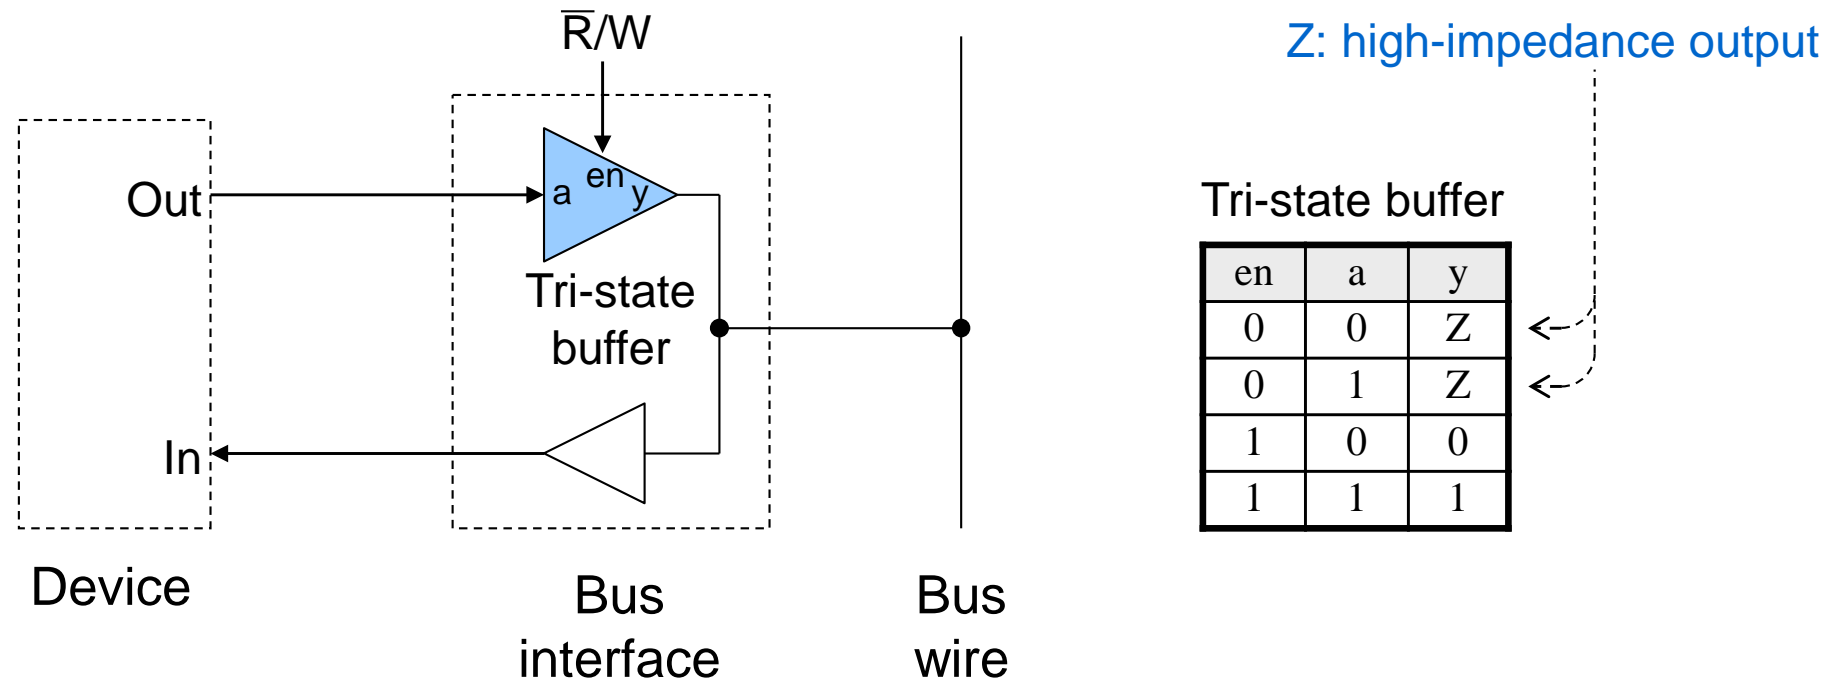 R̅/W
Z: high-impedance output
Out
a
en
y
Tri-state
buffer
In
Device
Bus
interface
Bus
wire
Tri-state buffer
en a y
0 0 Z
0 1 Z
1 0 0
1 1 1